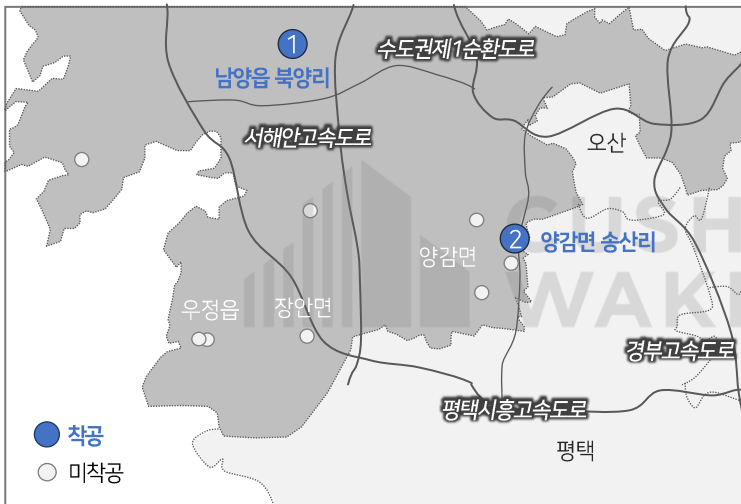 1
남양읍 북양리
수도권제1순환도로
서해안고속도로
오산
2
양감면 송산리
양감면
CUSH
WAKE
우정읍
장안면
경부고속도로
평택시흥고속도로
착공
미착공
평택